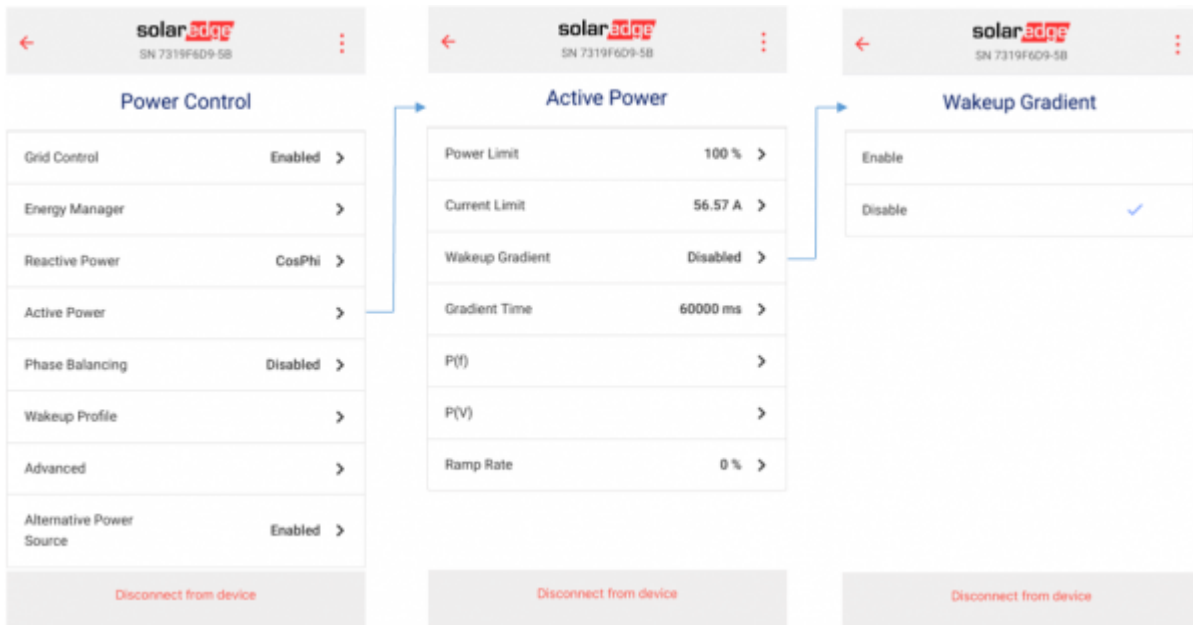 solaredge
SN 7319F6D9-5B
Power Control
Grid Control Enabled
Energy Manager
Reactive Power CosPhi
Active Power
Phase Balancing Disabled
Wakeup Profile
Advanced
Alternative Power
Source Enabled
Disconnect from device
solaredge
SN 7319F6D9-5B
Active Power
Power Limit 100 %
Current Limit 56.57 A
Wakeup Gradient Disabled
Gradient Time 60000 ms
P(f)
P(V)
Ramp Rate 0 %
Disconnect from device
solaredge
SN 7319F6D9-5B
Wakeup Gradient
Enable
Disable
Disconnect from device